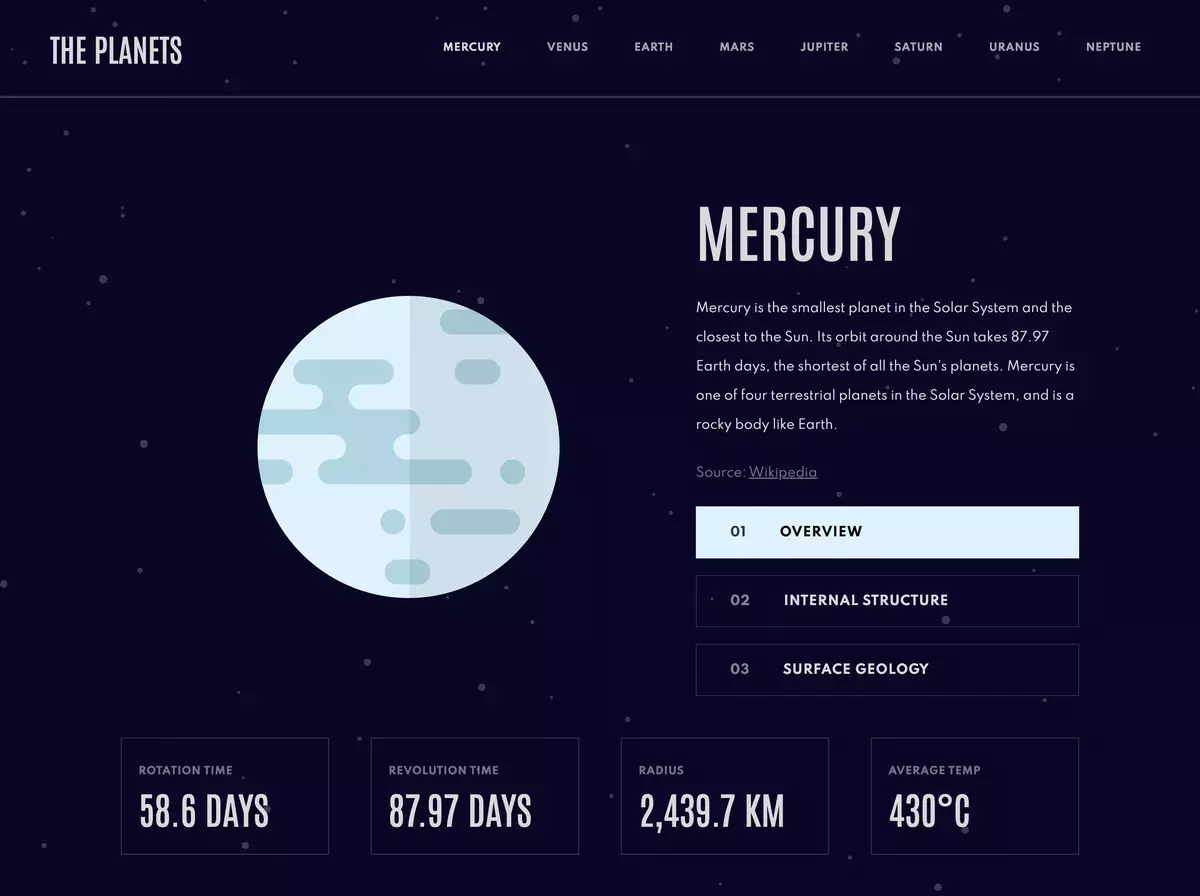 THE PLANETS
MERCURY VENUS EARTH MARS JUPITER SATURN URANUS NEPTUNE
MERCURY
Mercury is the smallest planet in the Solar System and the
closest to the Sun. Its orbit around the Sun takes 87.97
Earth days, the shortest of all the Sun's planets. Mercury is
one of four terrestrial planets in the Solar System, and is a
rocky body like Earth.
Source: Wikipedia
01 OVERVIEW
02 INTERNAL STRUCTURE
03 SURFACE GEOLOGY
ROTATION TIME
58.6 DAYS
REVOLUTION TIME
87.97 DAYS
RADIUS
2,439.7 KM
AVERAGE TEMP
430°C